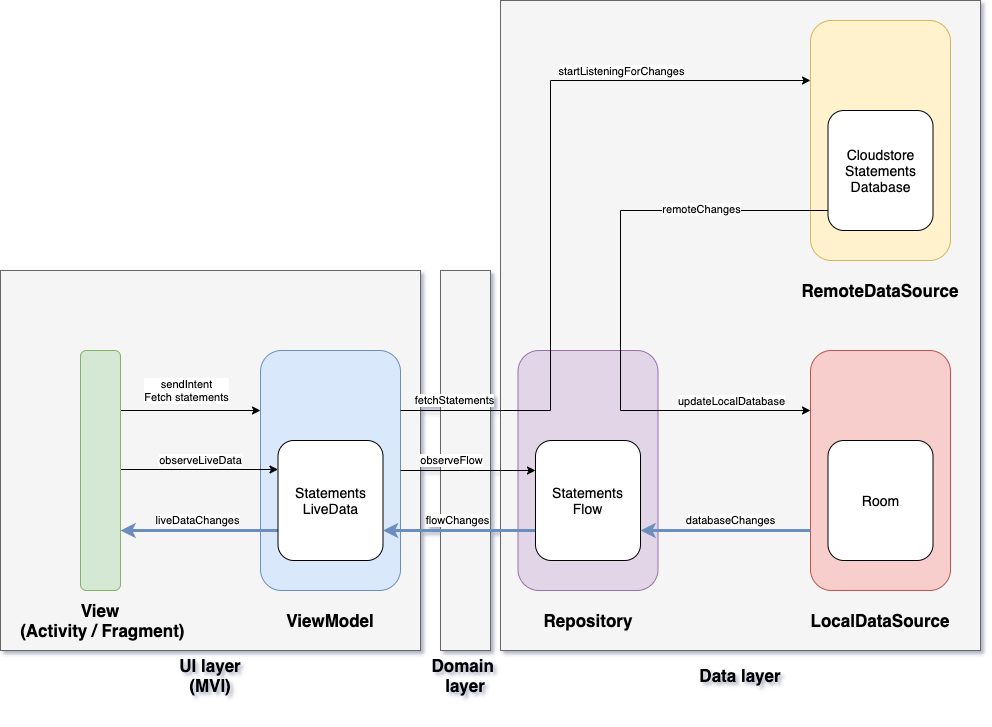 startListeningForChanges
Cloudstore
Statements
Database
remoteChanges
RemoteDataSource
sendIntent
Fetch statements
fetchStatements
updateLocalDatabase
observeLiveData
observeFlow
Statements
LiveData
Statements
Flow
Room
liveDataChanges
flowChanges
databaseChanges
View
(Activity / Fragment)
ViewModel
Repository
LocalDataSource
UI layer
(MVI)
Domain
layer
Data layer